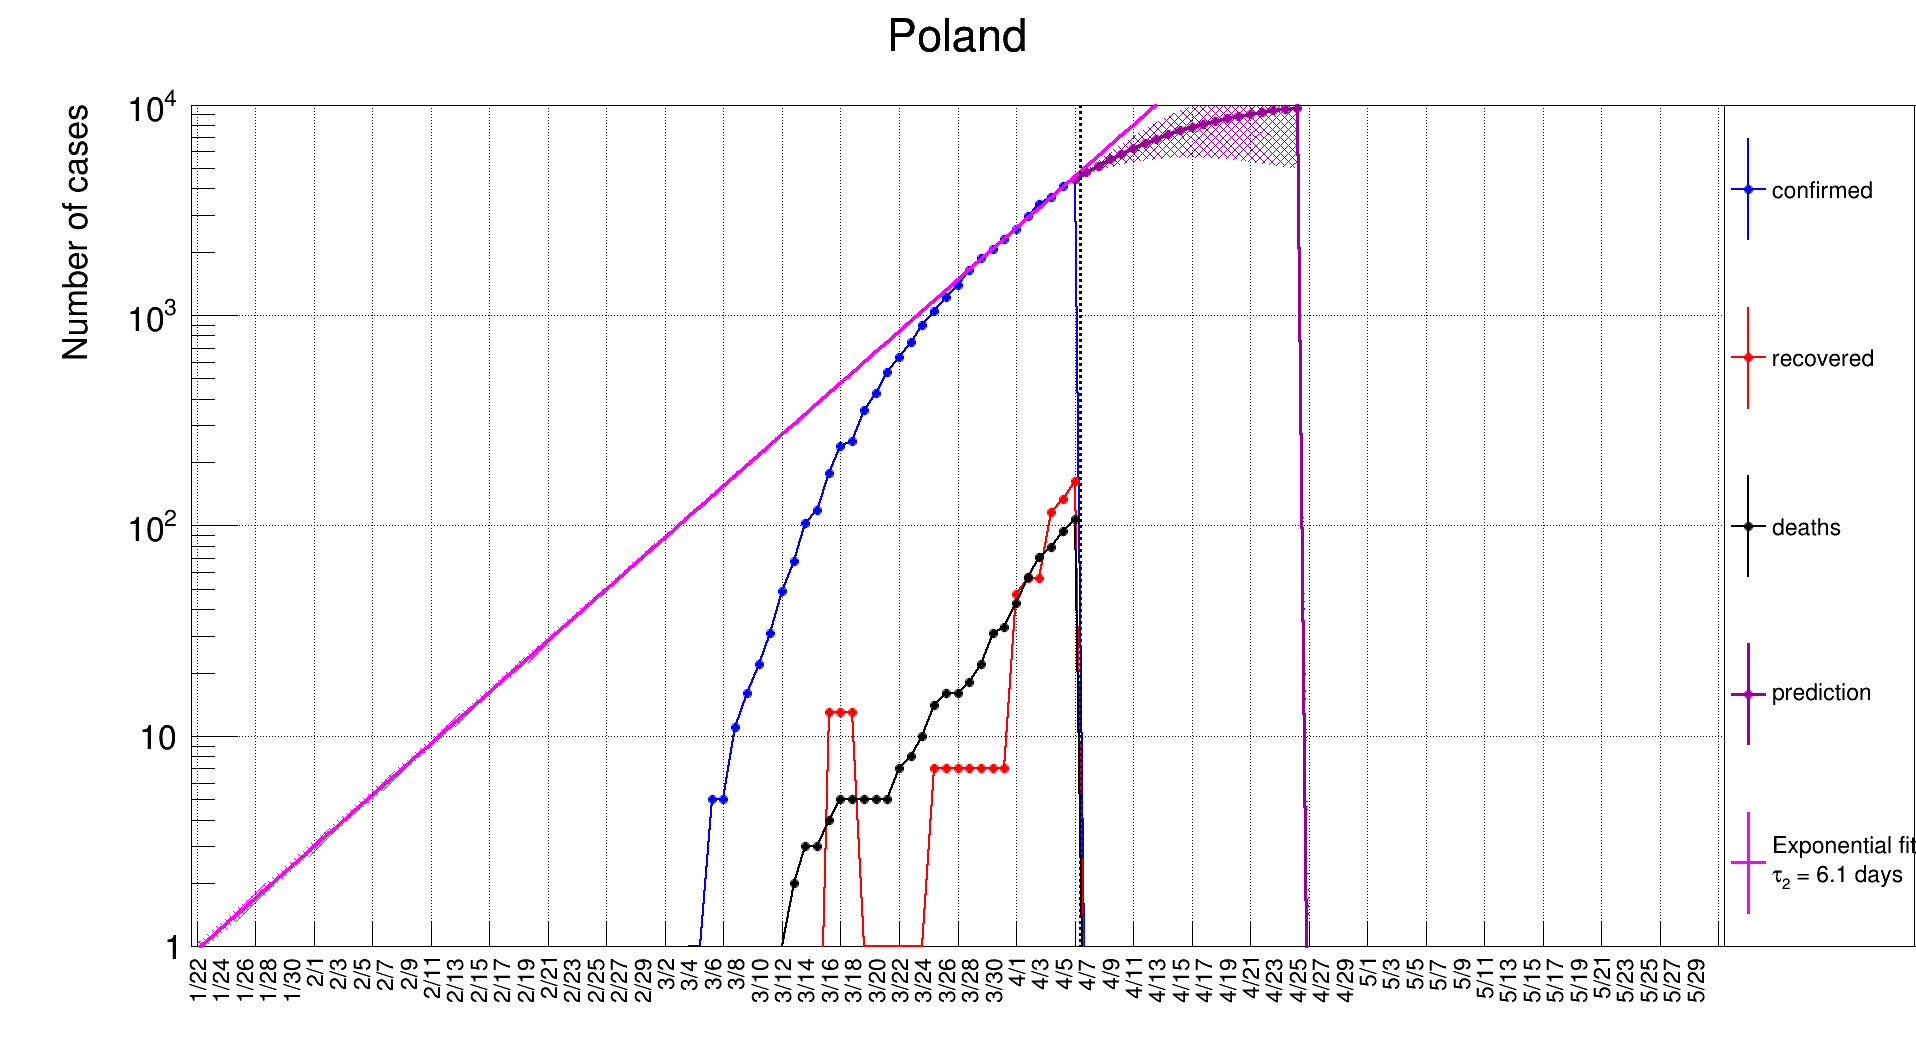 Poland
Number of cases
10^4
10^3
10^2
10
1
1/22 1/24 1/26 1/28 1/30 2/1 2/3 2/5 2/7 2/9 2/11 2/13 2/15 2/17 2/19 2/21 2/23 2/25 2/27 2/29 3/2 3/4 3/6 3/8 3/10 3/12 3/14 3/16 3/18 3/20 3/22 3/24 3/26 3/28 3/30 4/1 4/3 4/5 4/7 4/9 4/11 4/13 4/15 4/17 4/19 4/21 4/23 4/25 4/27 4/29 5/1 5/3 5/5 5/7 5/9 5/11 5/13 5/15 5/17 5/19 5/21 5/23 5/25 5/27 5/29
confirmed
recovered
deaths
prediction
Exponential fit
τ₂ = 6.1 days